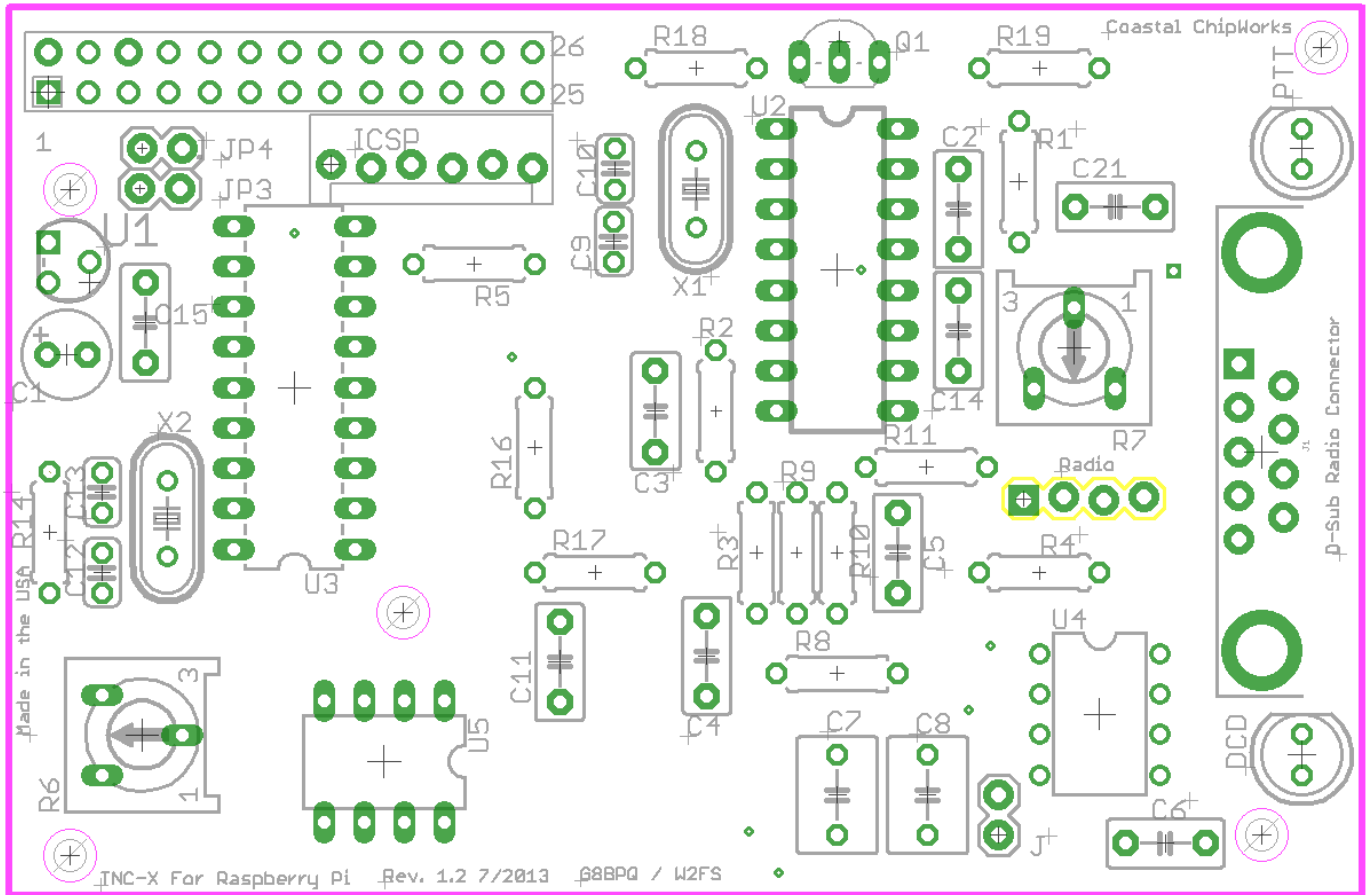 Coastal ChipWorks
26
R18
Q1
R19
PTT
25
U2
1
ICSP
JP4
C10
C2
R1
JP3
C21
U1
C9
X1
R5
3
1
C15
R2
C1
C14
R7
D-Sub Radio Connector
J1
X2
R16
R11
C3
Radio
R9
C13
R14
R17
R3
R10
C5
R4
C12
U3
Made in the USA
U4
R8
C11
3
C4
U5
C7
C8
DCD
R6
1
J
C6
TNC-X For Raspberry Pi
Rev. 1.2 7/2013
G8BPQ / W2FS